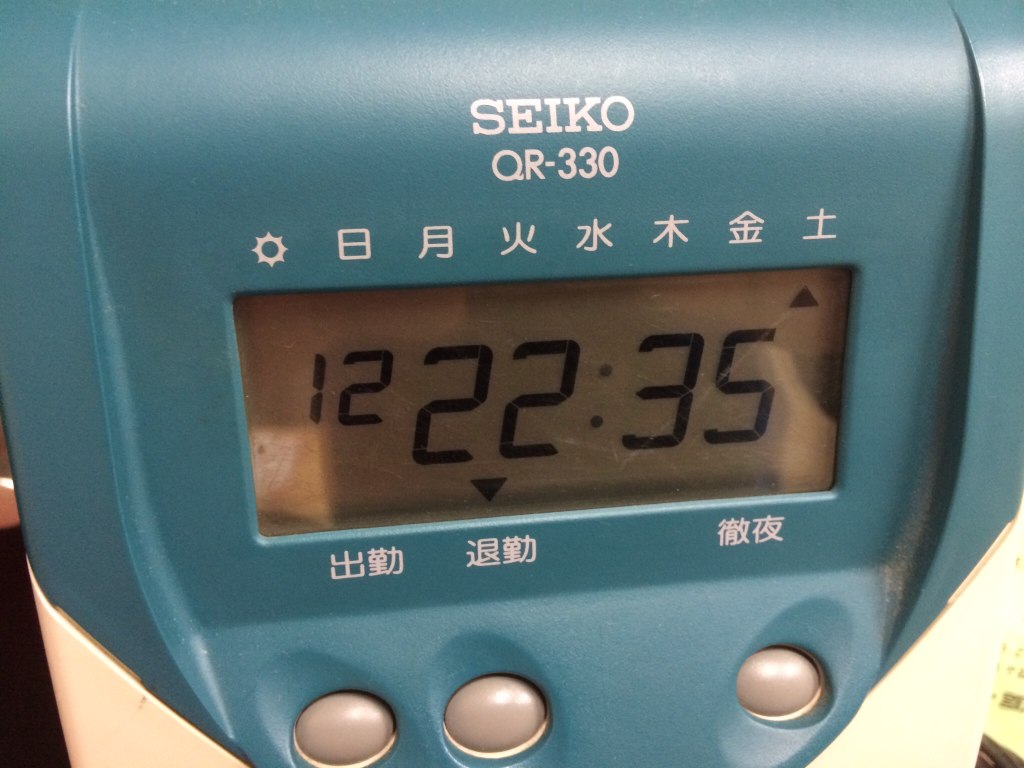 SEIKO
QR-330
日 月 火 水 木 金 土
12 22:35
出勤 退勤 徹夜